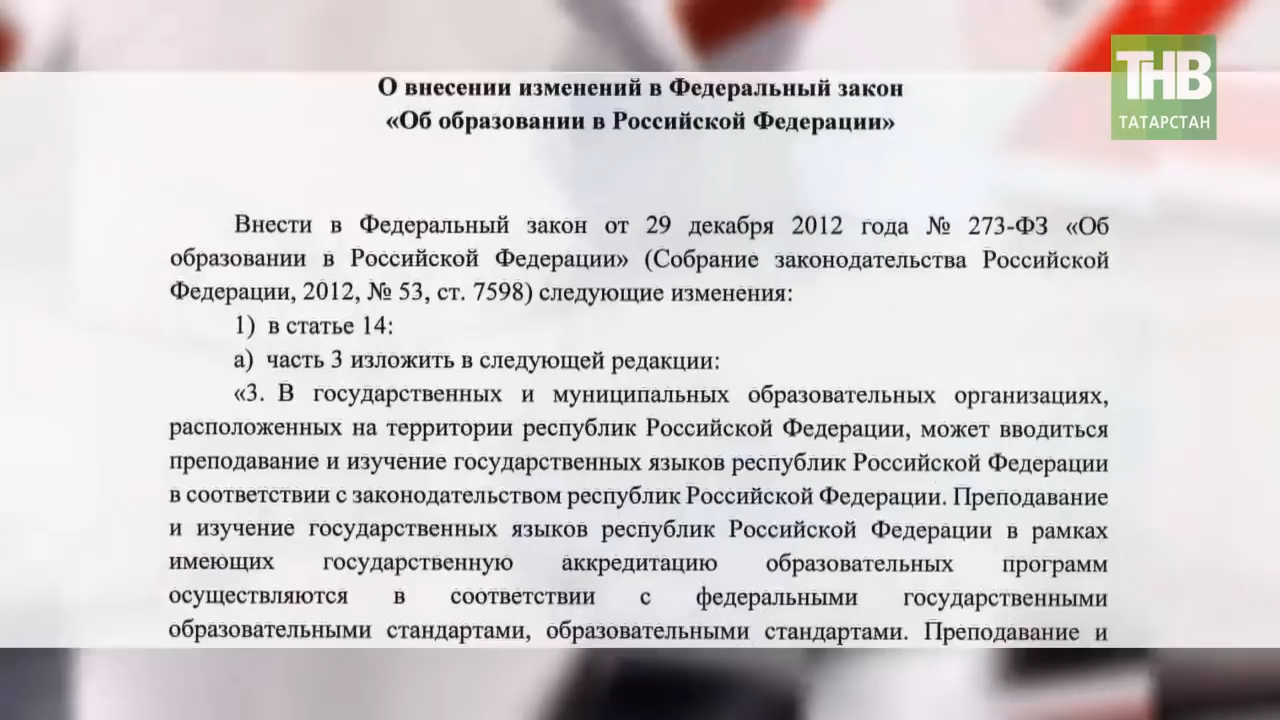 О внесении изменений в Федеральный закон
«Об образовании в Российской Федерации»
ТНВ
ТАТАРСТАН
Внести в Федеральный закон от 29 декабря 2012 года № 273-ФЗ «Об
образовании в Российской Федерации» (Собрание законодательства Российской
Федерации, 2012, № 53, ст. 7598) следующие изменения:
1) в статье 14:
а) часть 3 изложить в следующей редакции:
«3. В государственных и муниципальных образовательных организациях,
расположенных на территории республик Российской Федерации, может вводиться
преподавание и изучение государственных языков республик Российской Федерации
в соответствии с законодательством республик Российской Федерации. Преподавание
и изучение государственных языков республик Российской Федерации в рамках
имеющих государственную аккредитацию образовательных программ
осуществляются в соответствии с федеральными государственными
образовательными стандартами, образовательными стандартами. Преподавание и